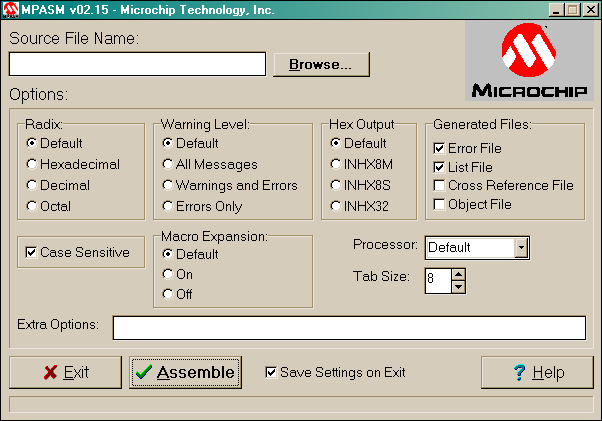 MPASM v02.15 - Microchip Technology, Inc.
Source File Name:
Browse...
MICROCHIP
Options:
Radix:
Default
Hexadecimal
Decimal
Octal
Warning Level:
Default
All Messages
Warnings and Errors
Errors Only
Hex Output
Default
INHX8M
INHX8S
INHX32
Generated Files:
Error File
List File
Cross Reference File
Object File
Case Sensitive
Macro Expansion:
Default
On
Off
Processor: Default
Tab Size: 8
Extra Options:
Exit
Assemble
Save Settings on Exit
? Help